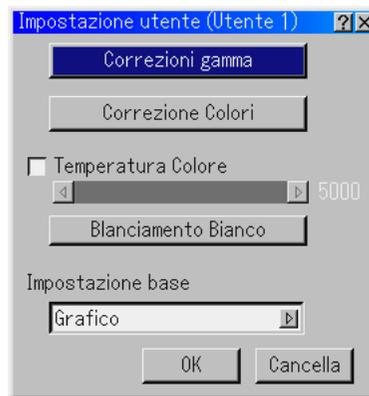 Impostazione utente (Utente 1) ?×
Correzioni gamma
Correzione Colori
Temperatura Colore
5000
Blanciamento Bianco
Impostazione base
Grafico
OK Cancella